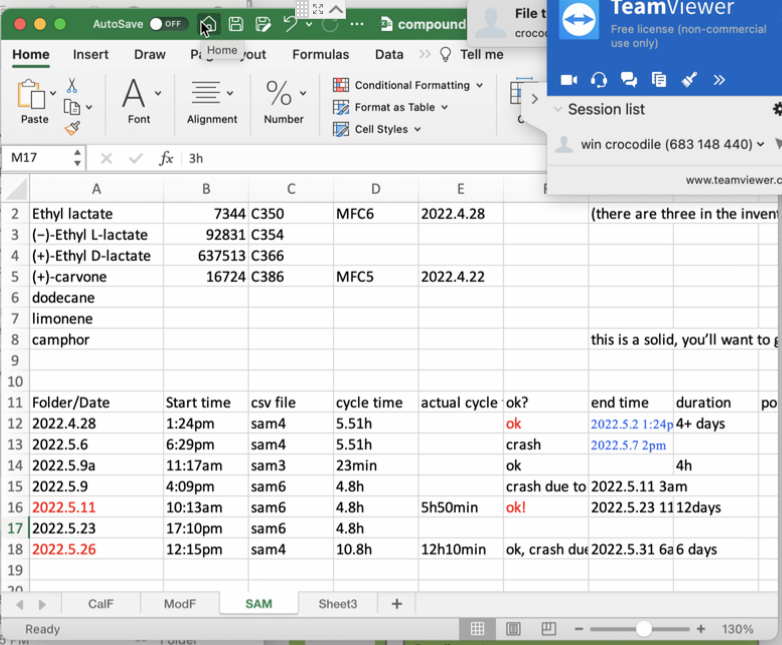 AutoSave OFF compound
Home
Home Insert Draw Pa out Formulas Data Tell me
Paste Font Alignment Number
Conditional Formatting
Format as Table
Cell Styles
File t
croco
TeamViewer
Free license (non-commercial
use only)
Session list
win crocodile (683 148 440)
www.teamviewer.c
M17 fx 3h
A B C D E F
2 Ethyl lactate 7344 C350 MFC6 2022.4.28 (there are three in the inven
3 (−)-Ethyl L-lactate 92831 C354
4 (+)-Ethyl D-lactate 637513 C366
5 (+)-carvone 16724 C386 MFC5 2022.4.22
6 dodecane
7 limonene
8 camphor this is a solid, you’ll want to g
9
10
11 Folder/Date Start time csv file cycle time actual cycle ok? end time duration po
12 2022.4.28 1:24pm sam4 5.51h ok 2022.5.2 1:24p 4+ days
13 2022.5.6 6:29pm sam4 5.51h crash 2022.5.7 2pm
14 2022.5.9a 11:17am sam3 23min ok 4h
15 2022.5.9 4:09pm sam6 4.8h crash due to 2022.5.11 3am
16 2022.5.11 10:13am sam6 4.8h 5h50min ok! 2022.5.23 11 12days
17 2022.5.23 17:10pm sam6 4.8h
18 2022.5.26 12:15pm sam4 10.8h 12h10min ok, crash due 2022.5.31 6a 6 days
19
20
CalF ModF SAM Sheet3 +
Ready 130%